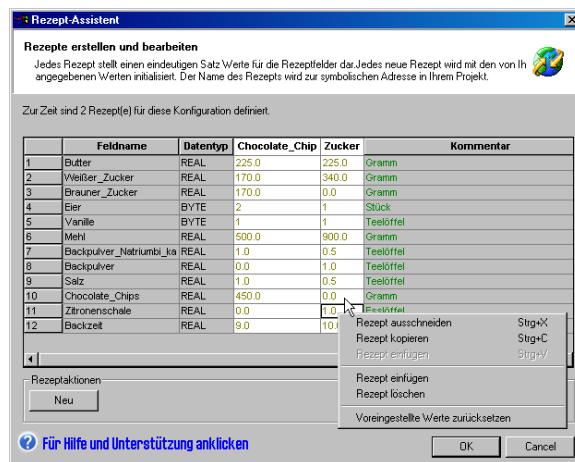 Rezept-Assistent
Rezepte erstellen und bearbeiten
Jedes Rezept stellt einen eindeutigen Satz Werte für die Rezeptfelder dar.Jedes neue Rezept wird mit den von Ih
angegebenen Werten initialisiert. Der Name des Rezepts wird zur symbolischen Adresse in Ihrem Projekt.
Zur Zeit sind 2 Rezept(e) für diese Konfiguration definiert.
Feldname Datentyp Chocolate_Chip Zucker Kommentar
1 Butter REAL 225.0 225.0 Gramm
2 Weißer_Zucker REAL 170.0 340.0 Gramm
3 Brauner_Zucker REAL 170.0 0.0 Gramm
4 Eier BYTE 2 1 Stück
5 Vanille BYTE 1 1 Teelöffel
6 Mehl REAL 500.0 900.0 Gramm
7 Backpulver_Natriumbi_ka REAL 1.0 0.5 Teelöffel
8 Backpulver REAL 0.0 1.0 Teelöffel
9 Salz REAL 1.0 0.5 Teelöffel
10 Chocolate_Chips REAL 450.0 0.0 Gramm
11 Zitronenschale REAL 0.0 1.0 Esslöffel
12 Backzeit REAL 9.0 10.
Rezept ausschneiden Strg+X
Rezept kopieren Strg+C
Rezept einfügen Strg+V
Rezept einfügen
Rezept löschen
Voreingestellte Werte zurücksetzen
Rezeptaktionen
Neu
Für Hilfe und Unterstützung anklicken
OK Cancel